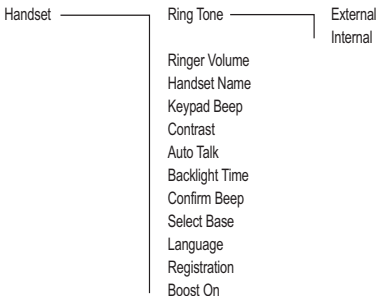 Handset Ring Tone External
Internal
Ringer Volume
Handset Name
Keypad Beep
Contrast
Auto Talk
Backlight Time
Confirm Beep
Select Base
Language
Registration
Boost On